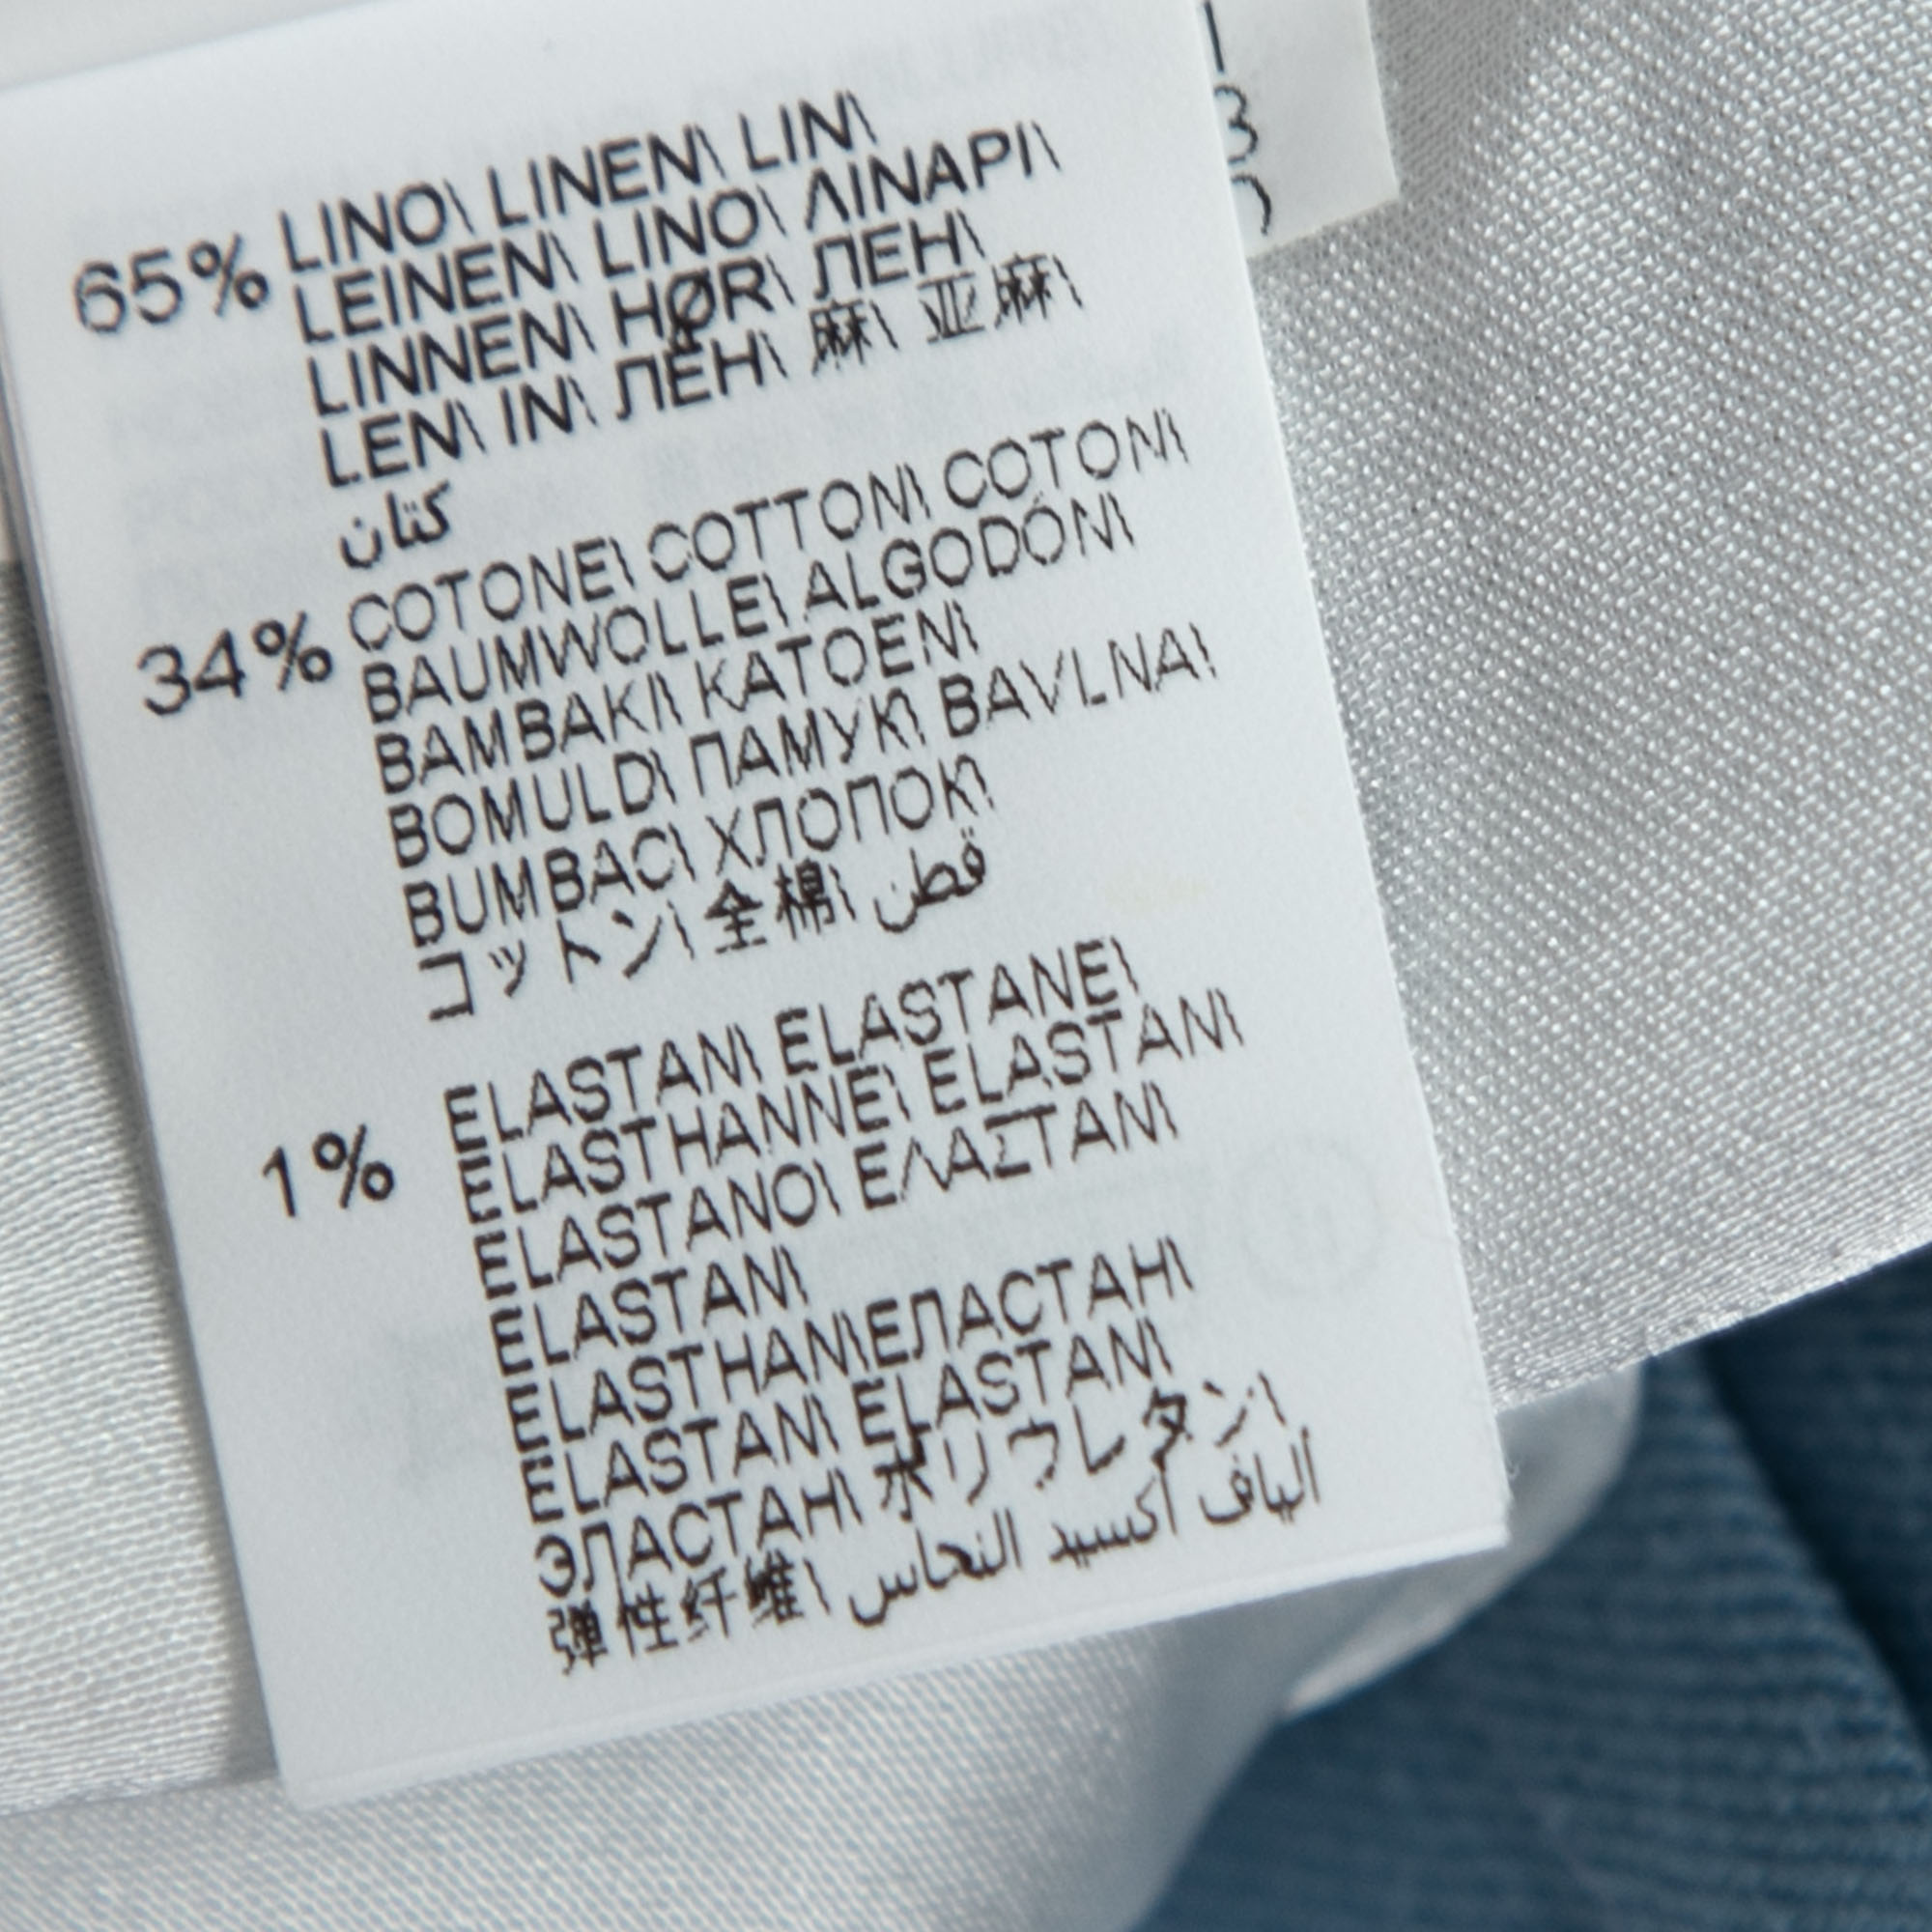 65% LINO\ LINEN\ LIN\
LEINEN\ LINO\ ΛINAPI\
LINNEN\ HØR\ ЛЕН\
LEN\ IN\ ЛЁН\ 麻\ 亚麻\
كتان
34% COTONE\ COTTON\ COTON\
BAUMWOLLE\ ALGODÓN\
BAMBAKI\ KATOEN\
BOMULD\ ПАМУК\ BAVLNA\
BUMBAC\ ХЛОПОК\
コットン\ 全棉\ قطن
1% ELASTAN\ ELASTANE\
ELASTHANNE\ ELASTAN\
ELASTANO\ ΕΛΑΣΤΑΝ\
ELASTAN\
ELASTHAN\ЕЛАСТАН\
ELASTAN\ ELASTAN\
ЭЛАСТАН\ ポリウレタン\
弹性纤维\ ألياف أكسيد النحاس